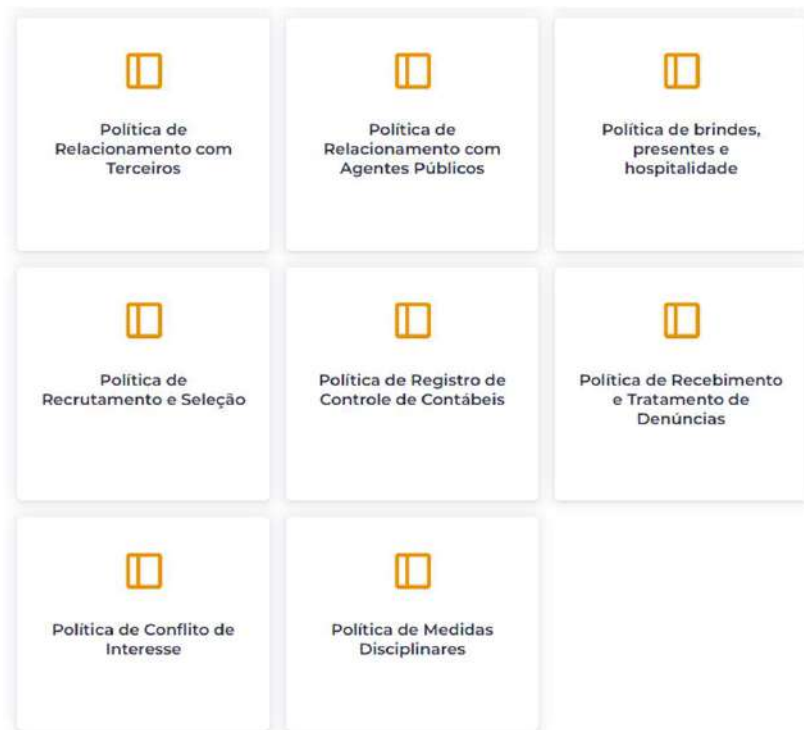 Política de
Relacionamento com
Terceiros
Política de
Relacionamento com
Agentes Públicos
Política de brindes,
presentes e
hospitalidade
Política de
Recrutamento e Seleção
Política de Registro de
Controle de Contábeis
Política de Recebimento
e Tratamento de
Denúncias
Política de Conflito de
Interesse
Política de Medidas
Disciplinares